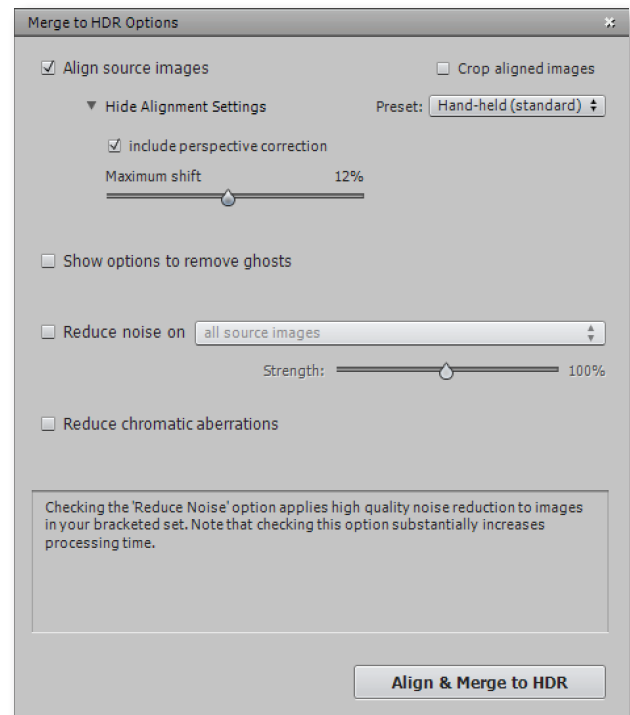 Merge to HDR Options
Align source images
Crop aligned images
Hide Alignment Settings
Preset: Hand-held (standard)
include perspective correction
Maximum shift 12%
Show options to remove ghosts
Reduce noise on all source images
Strength: 100%
Reduce chromatic aberrations
Checking the 'Reduce Noise' option applies high quality noise reduction to images
in your bracketed set. Note that checking this option substantially increases
processing time.
Align & Merge to HDR